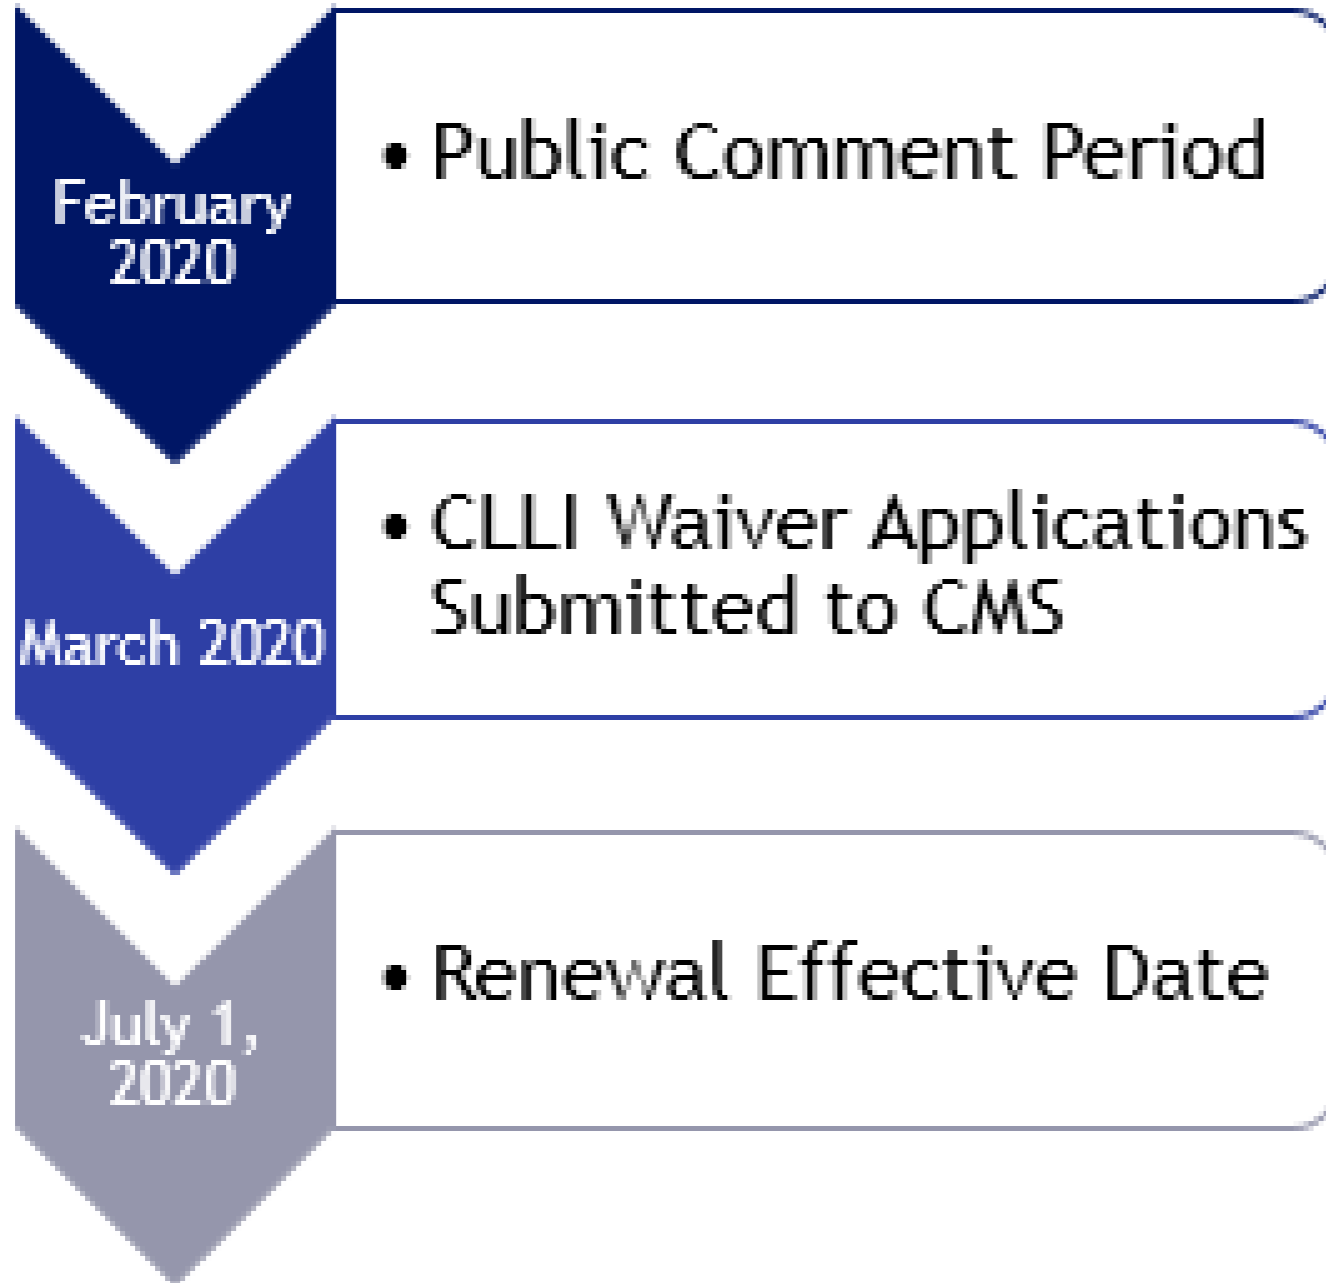 February
2020
• Public Comment Period
March 2020
• CLLI Waiver Applications
Submitted to CMS
July 1,
2020
• Renewal Effective Date